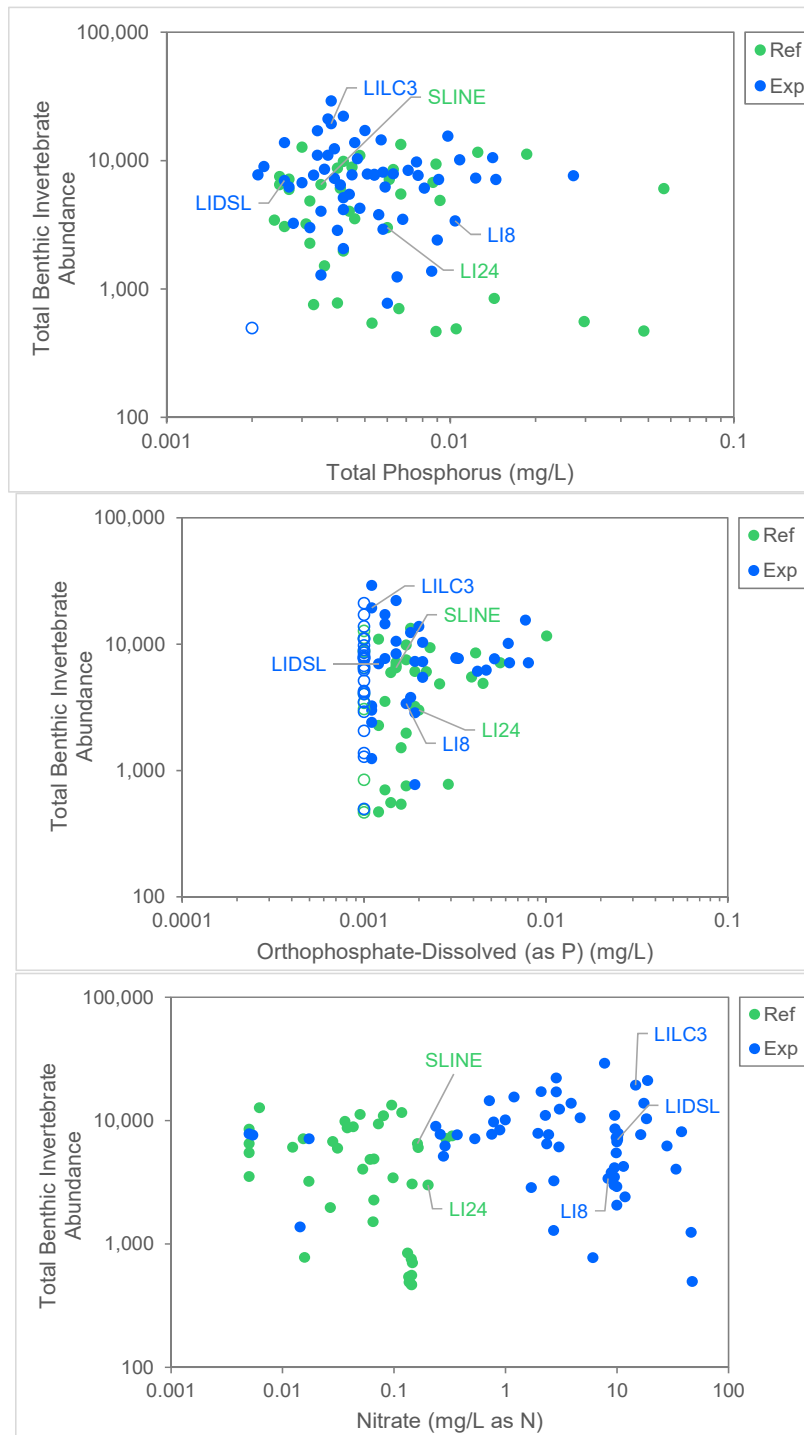 100,000
10,000
1,000
100
Total Benthic Invertebrate
Abundance
LILC3
SLINE
LIDSL
LI8
LI24
Ref
Exp
0.001
0.01
0.1
Total Phosphorus (mg/L)
100,000
10,000
1,000
100
Total Benthic Invertebrate
Abundance
LILC3
SLINE
LIDSL
LI24
LI8
Ref
Exp
0.0001
0.001
0.01
0.1
Orthophosphate-Dissolved (as P) (mg/L)
100,000
10,000
1,000
100
Total Benthic Invertebrate
Abundance
LILC3
SLINE
LIDSL
LI24
LI8
Ref
Exp
0.001
0.01
0.1
1
10
100
Nitrate (mg/L as N)